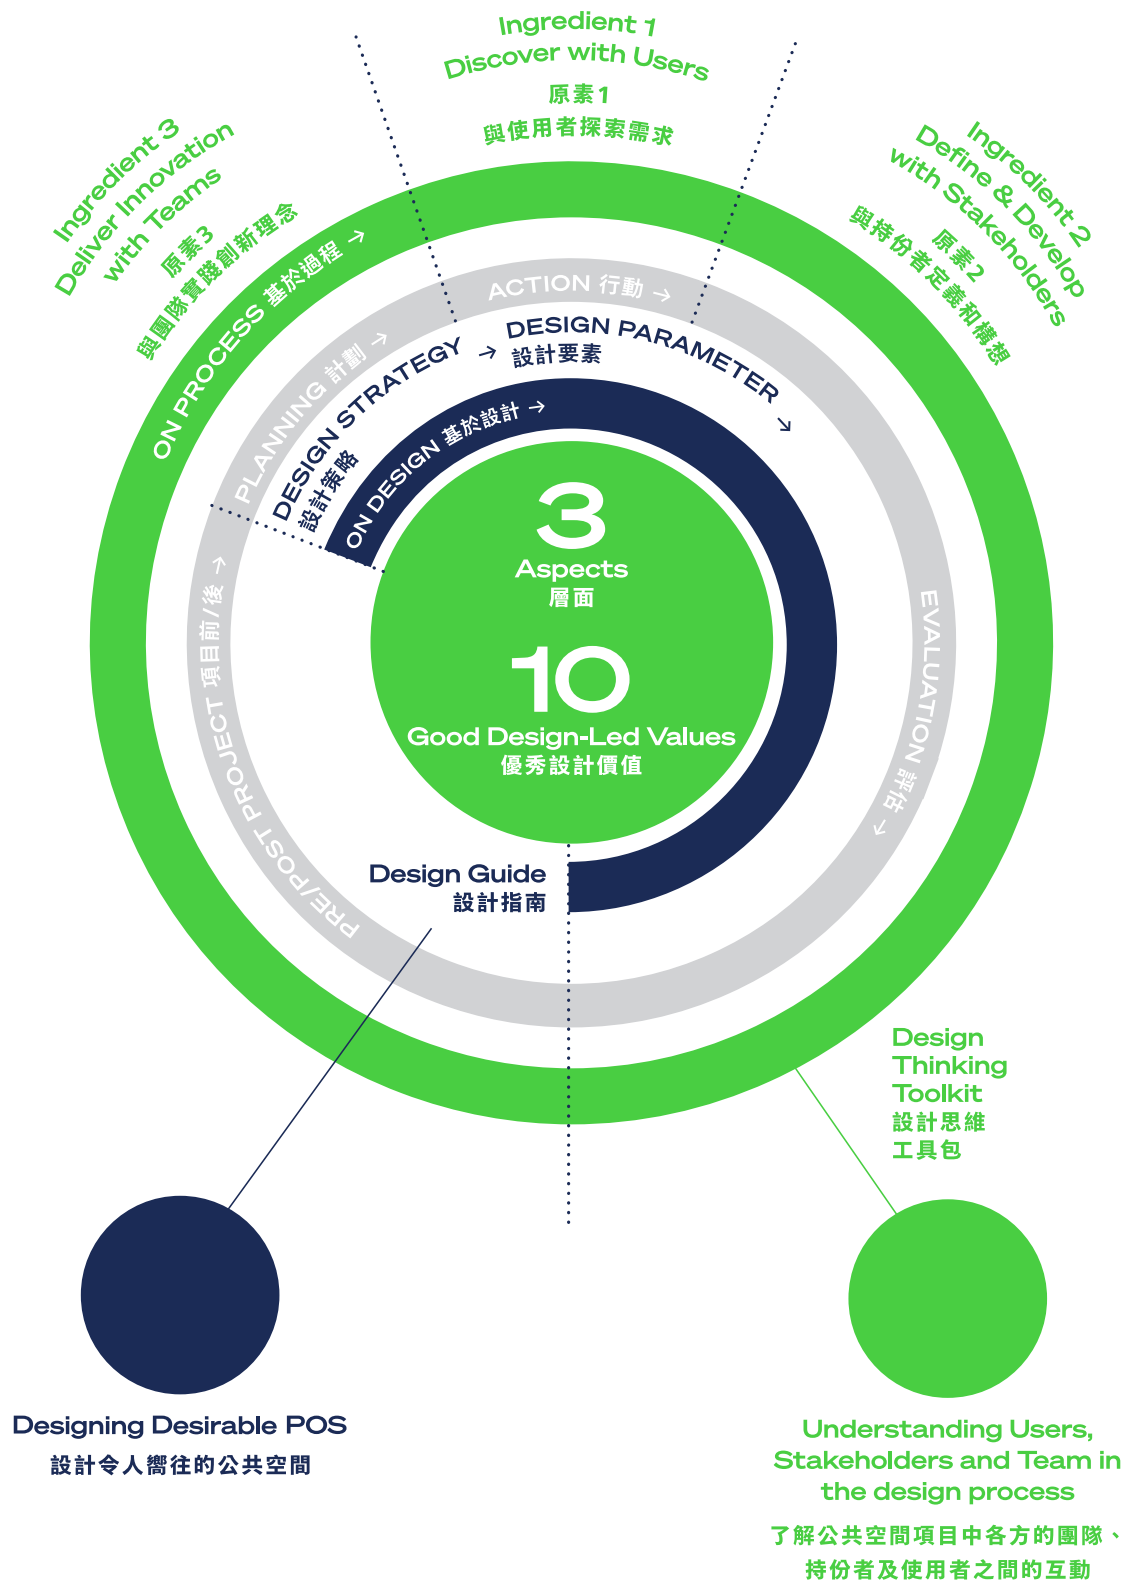 Ingredient 1
Discover with Users
原素1
與使用者探索需求
Ingredient 2
Define & Develop
with Stakeholders
原素2
與持份者定義和構想
Ingredient 3
Deliver Innovation
with Teams
原素3
與團隊實踐創新理念
ON PROCESS 基於過程 →
PLANNING 計劃 →
ACTION 行動 →
EVALUATION 評估 →
PRE/POST PROJECT 項目前/後 →
DESIGN STRATEGY →
設計策略
DESIGN PARAMETER →
設計要素
ON DESIGN 基於設計 →
3
Aspects
層面
10
Good Design-Led Values
優秀設計價值
Design Guide
設計指南
Design
Thinking
Toolkit
設計思維
工具包
Designing Desirable POS
設計令人嚮往的公共空間
Understanding Users,
Stakeholders and Team in
the design process
了解公共空間項目中各方的團隊、
持份者及使用者之間的互動